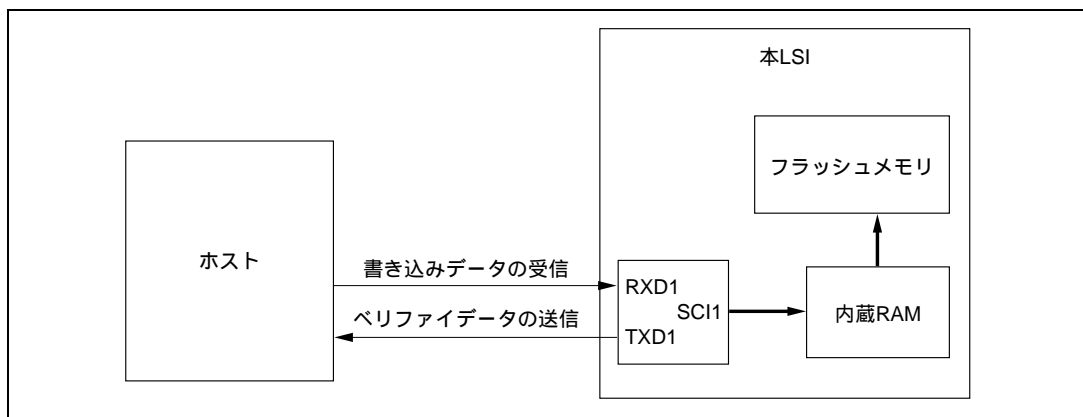 本LSI
フラッシュメモリ
ホスト
書き込みデータの受信
RXD1
SCI1
内蔵RAM
ベリファイデータの送信
TXD1